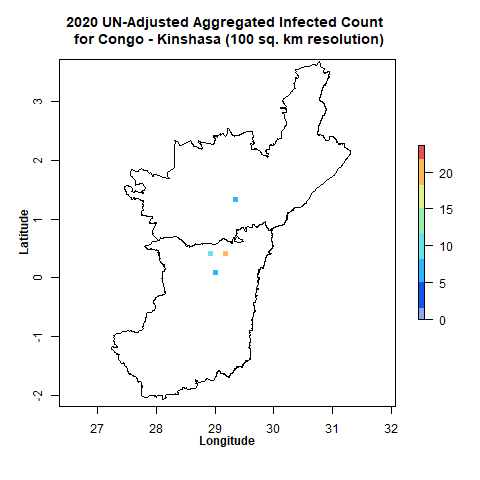 2020 UN-Adjusted Aggregated Infected Count
for Congo - Kinshasa (100 sq. km resolution)
3
2
1
0
-1
-2
Latitude
27 28 29 30 31 32
Longitude
20
15
10
5
0